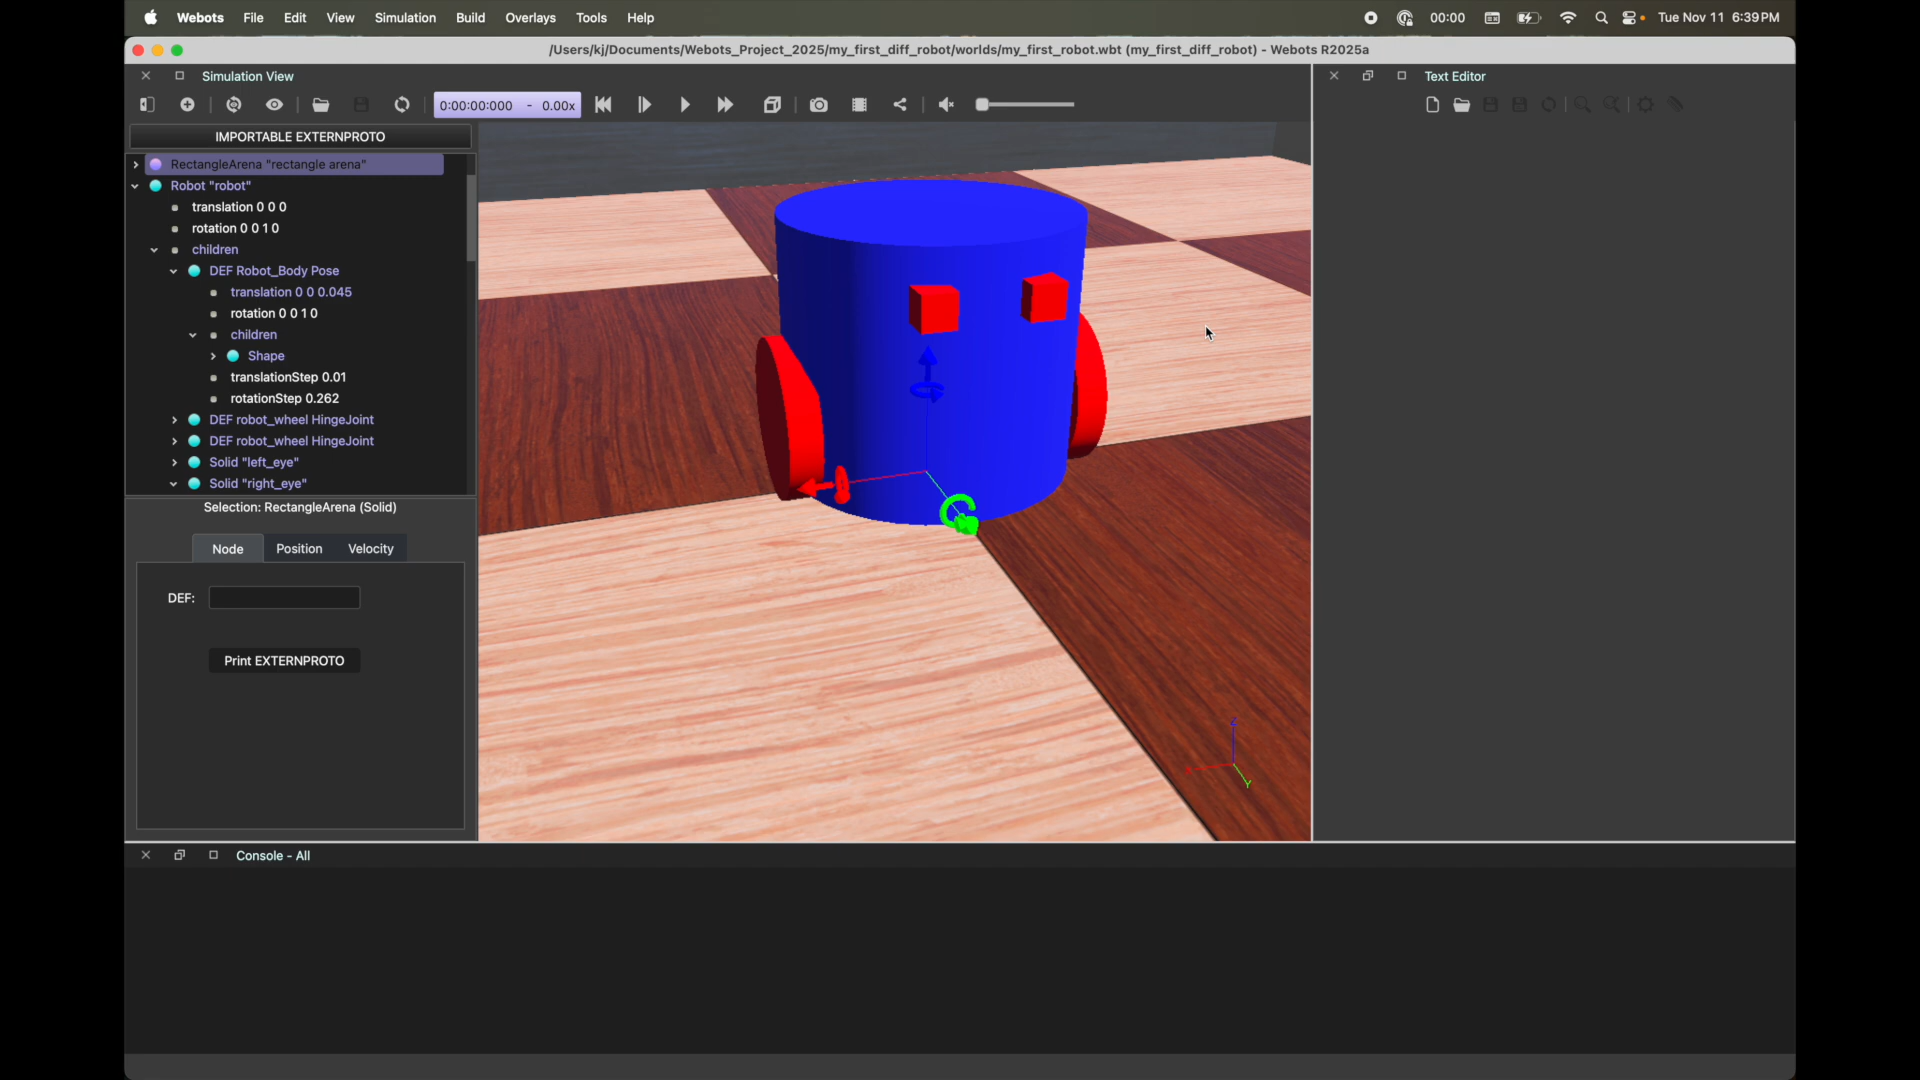 Webots File Edit View Simulation Build Overlays Tools Help 00:00 Tue Nov 11 6:39 PM
/Users/kj/Documents/Webots_Project_2025/my_first_diff_robot/worlds/my_first_robot.wbt (my_first_diff_robot) - Webots R2025a
Simulation View
Text Editor
0:00:00:000 - 0.00x
IMPORTABLE EXTERNPROTO
RectangleArena "rectangle arena"
Robot "robot"
translation 0 0 0
rotation 0 0 1 0
children
DEF Robot_Body Pose
translation 0 0 0.045
rotation 0 0 1 0
children
Shape
translationStep 0.01
rotationStep 0.262
DEF robot_wheel HingeJoint
DEF robot_wheel HingeJoint
Solid "left_eye"
Solid "right_eye"
Selection: RectangleArena (Solid)
Node Position Velocity
DEF:
Print EXTERNPROTO
Z
X
Y
Console - All